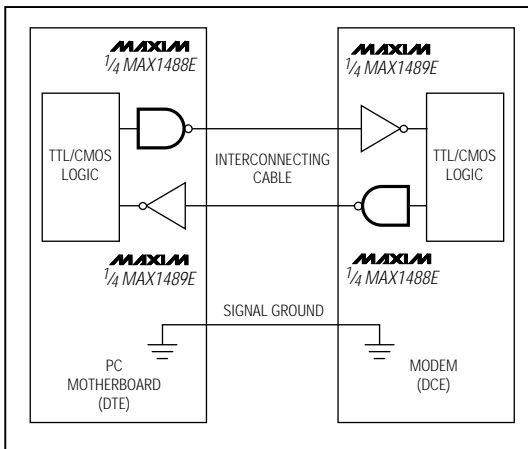 MAXIM
1/4 MAX1488E
MAXIM
1/4 MAX1489E
TTL/CMOS
LOGIC
INTERCONNECTING
CABLE
TTL/CMOS
LOGIC
MAXIM
1/4 MAX1489E
MAXIM
1/4 MAX1488E
SIGNAL GROUND
PC
MOTHERBOARD
(DTE)
MODEM
(DCE)